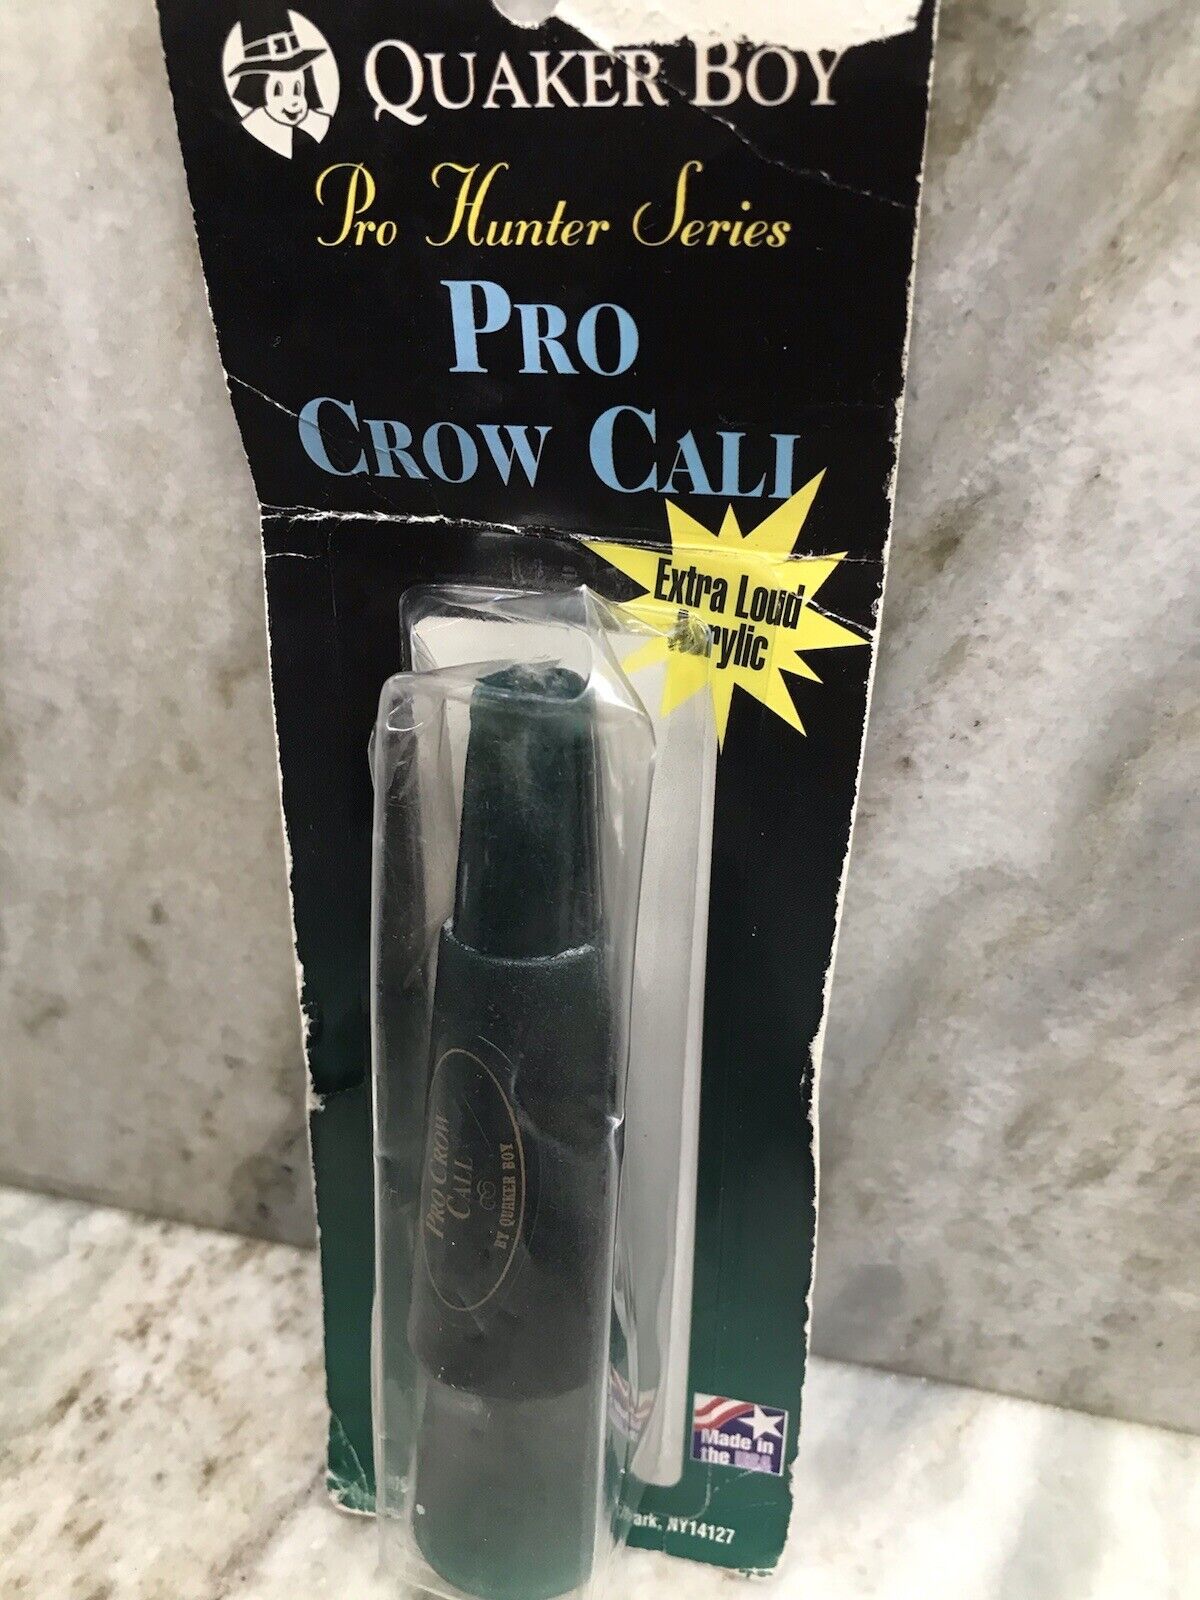 QUAKER BOY
Pro Hunter Series
PRO
CROW CALL
Extra Loud
PRO CROW
CALL
BY QUAKER BOY
Made in
the USA
NY14127